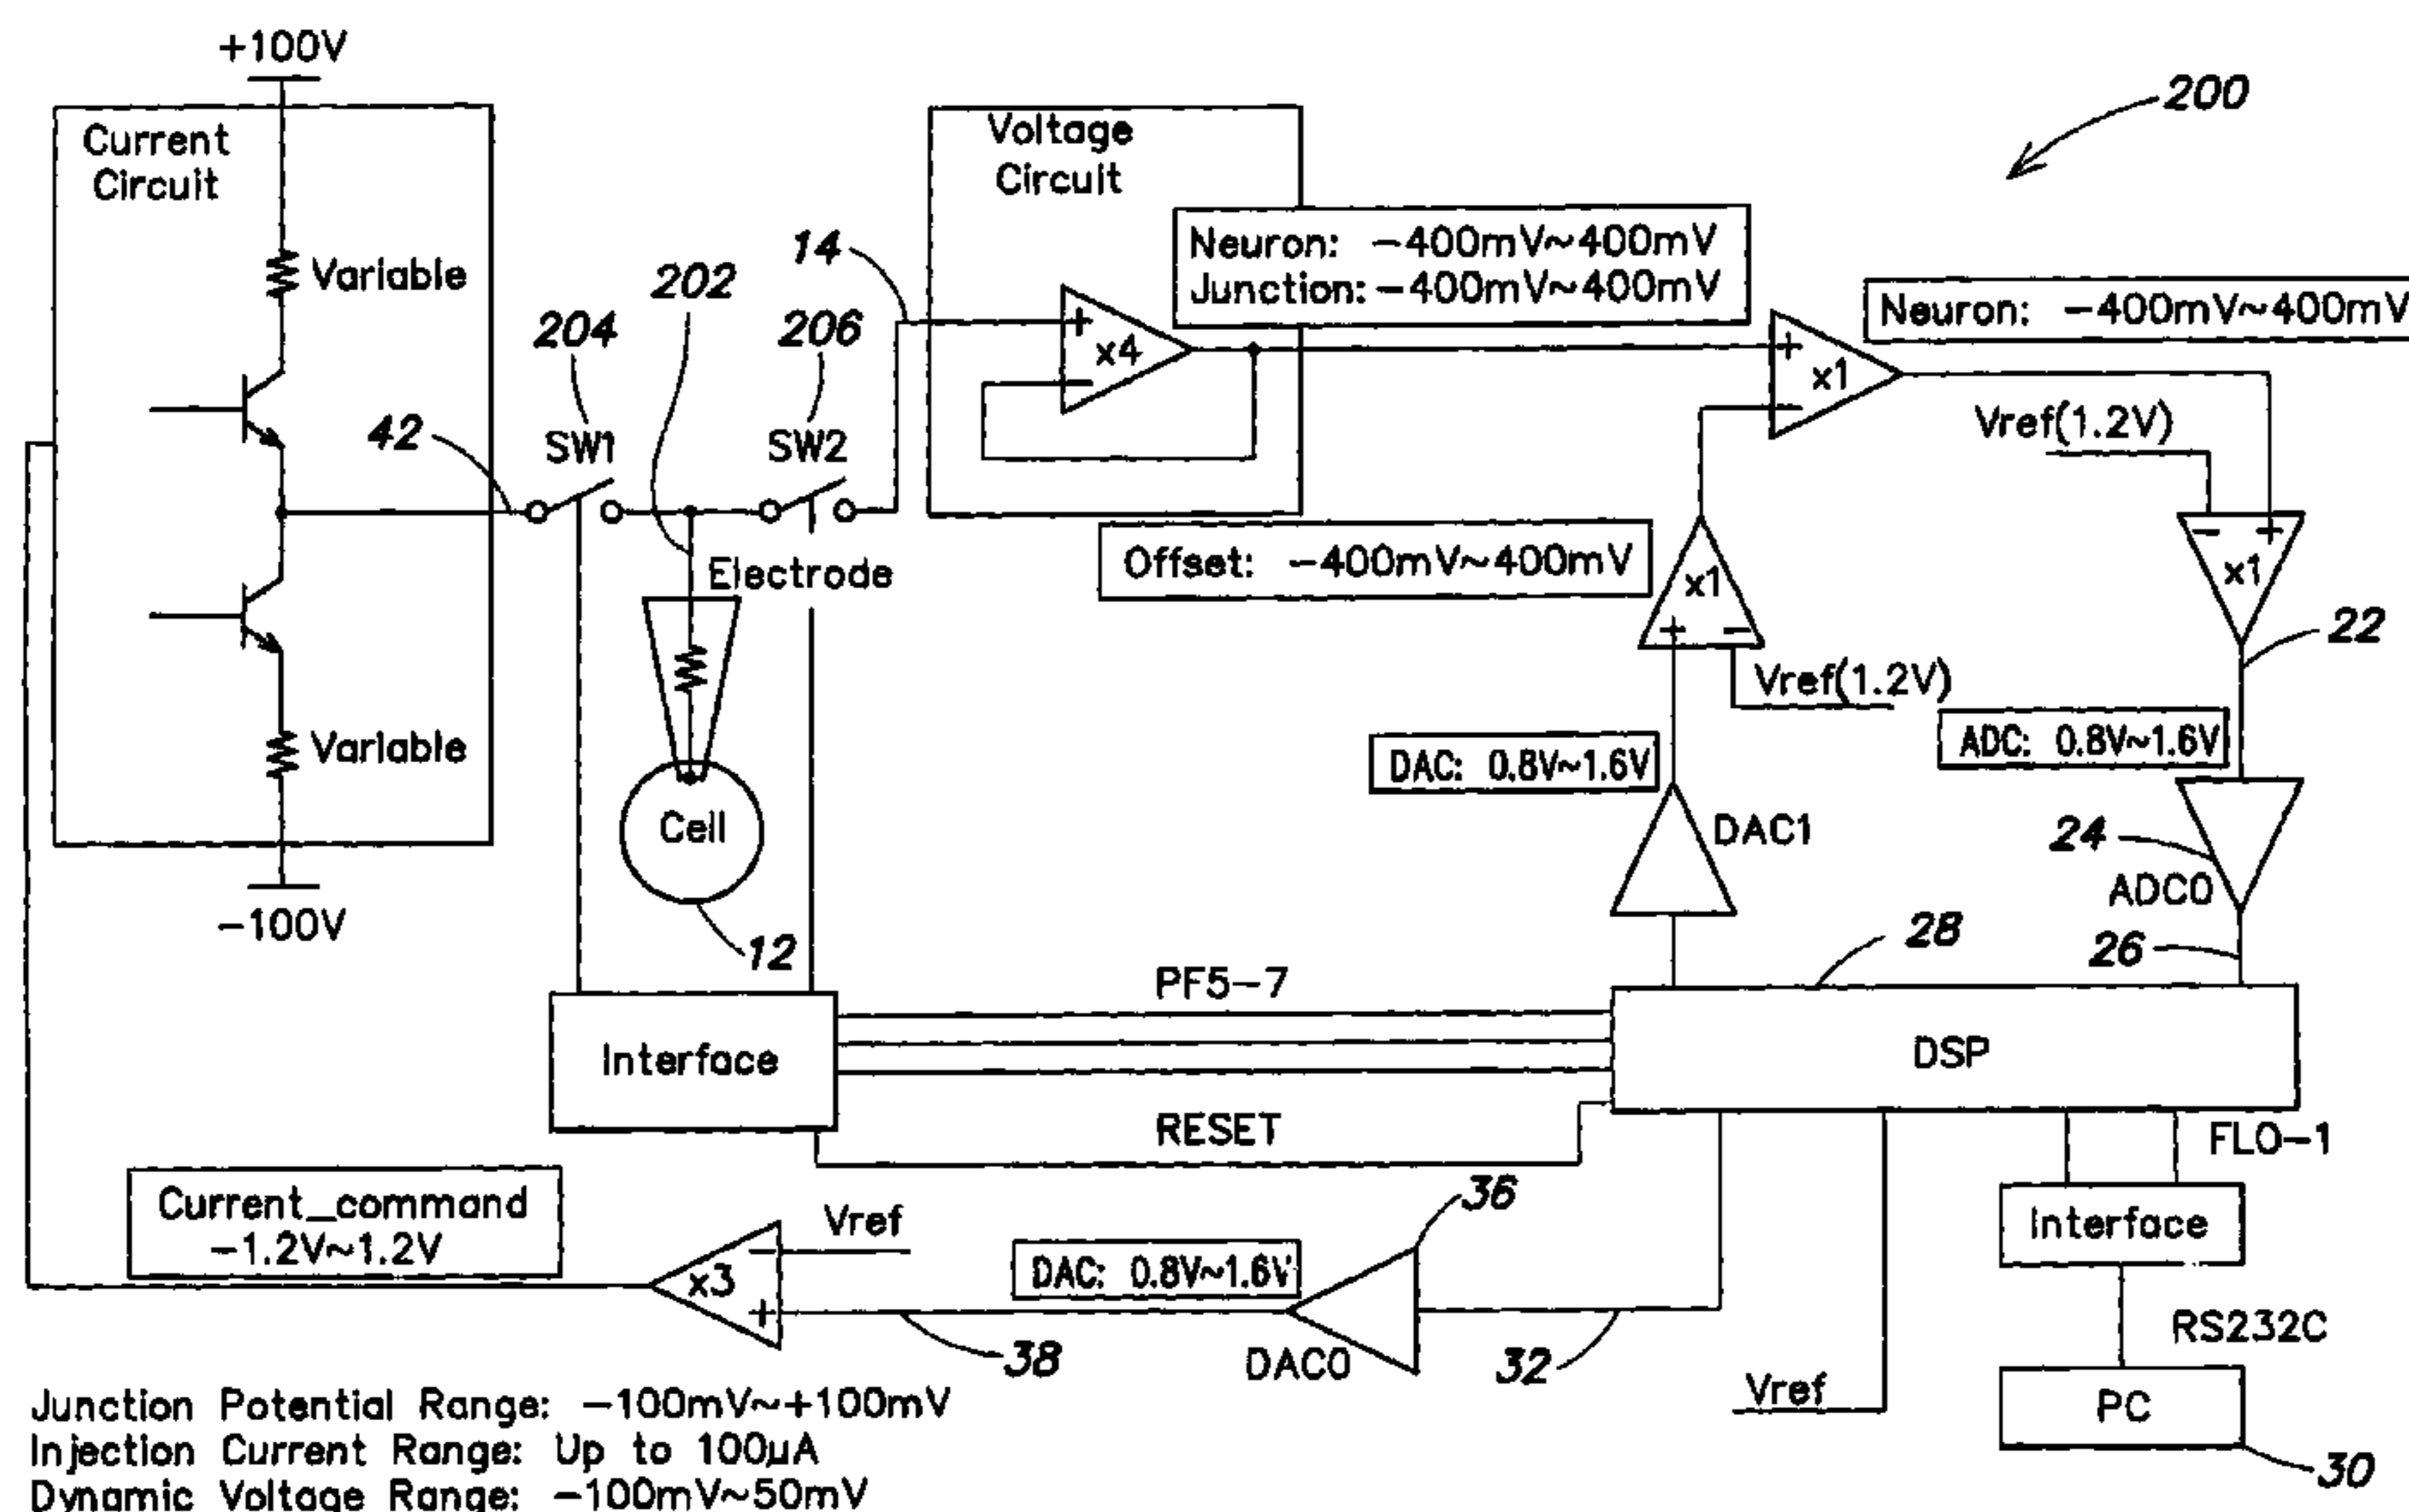 +100V
200
Current
Circuit
Voltage
Circuit
Neuron: -400mV~400mV
Junction: -400mV~400mV
14
202
Variable
204
206
Neuron: -400mV~400mV
+
x4
-
+
x1
-
42
SW1
SW2
Vref(1.2V)
Electrode
Offset: -400mV~400mV
- +
x1
x1
+ -
22
Vref(1.2V)
Variable
DAC: 0.8V~1.6V
ADC: 0.8V~1.6V
Cell
DAC1
24
ADC0
-100V
12
28
26
PF5-7
Interface
DSP
RESET
FLO-1
Current_command
-1.2V~1.2V
Vref
36
-
x3
+
DAC: 0.8V~1.6V
Interface
38
DAC0
32
RS232C
Vref
PC
30
Junction Potential Range: -100mV~+100mV
Injection Current Range: Up to 100µA
Dynamic Voltage Range: -100mV~50mV